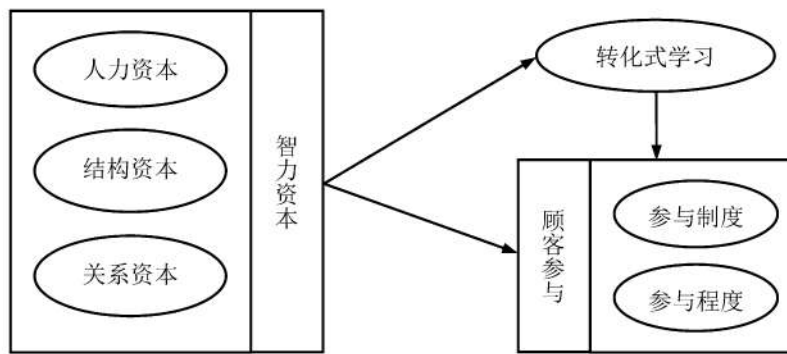 人力资本
结构资本
关系资本
智力资本
转化式学习
顾客参与
参与制度
参与程度